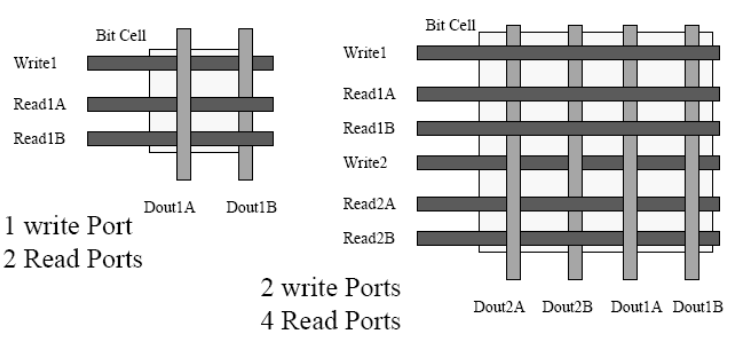 Bit Cell
Write1
Read1A
Read1B
Dout1A Dout1B
1 write Port
2 Read Ports
Bit Cell
Write1
Read1A
Read1B
Write2
Read2A
Read2B
Dout2A Dout2B Dout1A Dout1B
2 write Ports
4 Read Ports